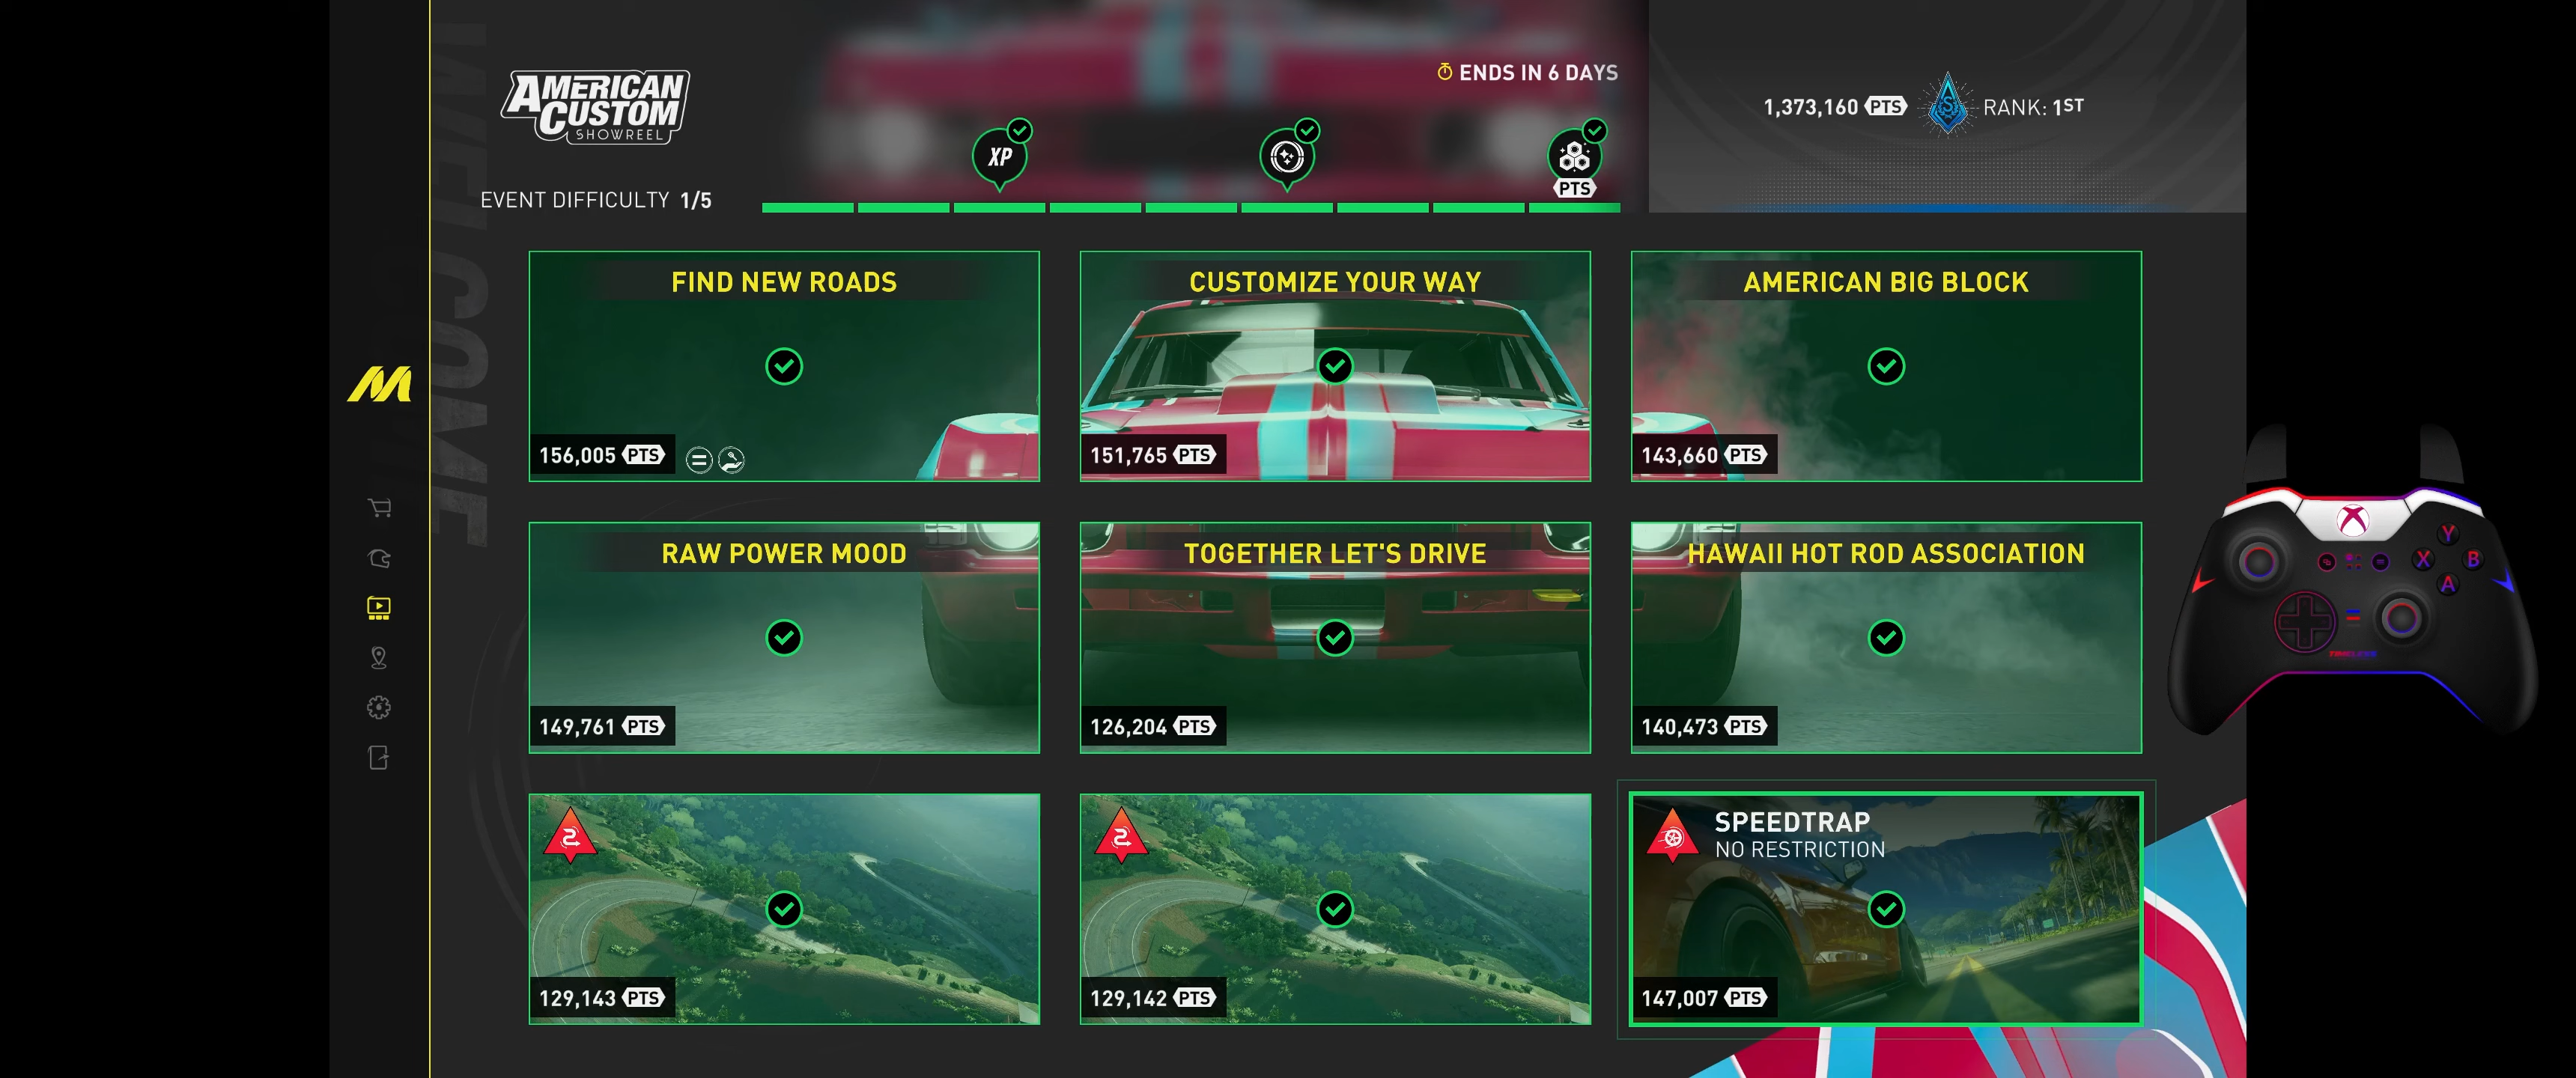 WELCOME
AMERICAN
CUSTOM
SHOWREEL
ENDS IN 6 DAYS
1,373,160 PTS
S
RANK: 1ST
XP
PTS
EVENT DIFFICULTY 1/5
FIND NEW ROADS
156,005 PTS
CUSTOMIZE YOUR WAY
151,765 PTS
AMERICAN BIG BLOCK
143,660 PTS
RAW POWER MOOD
149,761 PTS
TOGETHER LET'S DRIVE
126,204 PTS
HAWAII HOT ROD ASSOCIATION
140,473 PTS
129,143 PTS
129,142 PTS
SPEEDTRAP
NO RESTRICTION
147,007 PTS
Y
X
B
A
TIMELESS